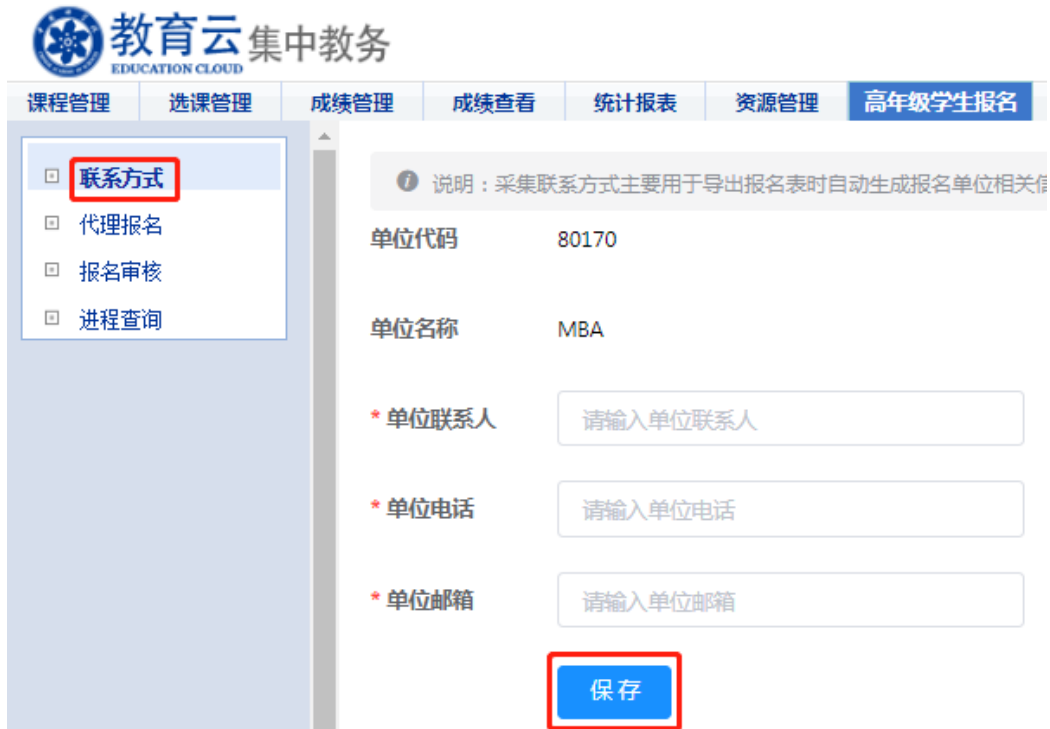 教育云 集中教务
EDUCATION CLOUD
课程管理 选课管理 成绩管理 成绩查看 统计报表 资源管理 高年级学生报名
联系方式
代理报名
报名审核
进程查询
说明：采集联系方式主要用于导出报名表时自动生成报名单位相关
单位代码 80170
单位名称 MBA
* 单位联系人 请输入单位联系人
* 单位电话 请输入单位电话
* 单位邮箱 请输入单位邮箱
保存